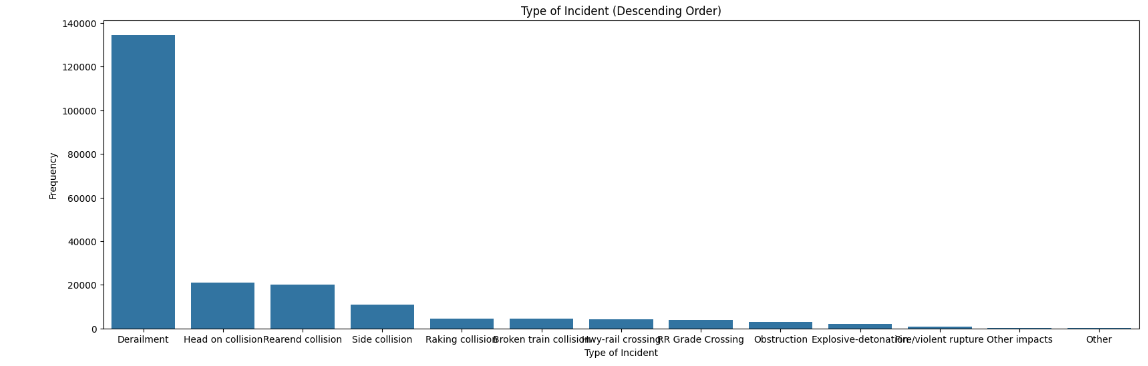 Type of Incident (Descending Order)
140000
120000
100000
80000
60000
40000
20000
0
Frequency
Derailment Head on collision Rearend collision Side collision Raking collision Broken train collision Hwy-rail crossing RR Grade Crossing Obstruction Explosive-detonation Fire/violent rupture Other impacts Other
Type of Incident